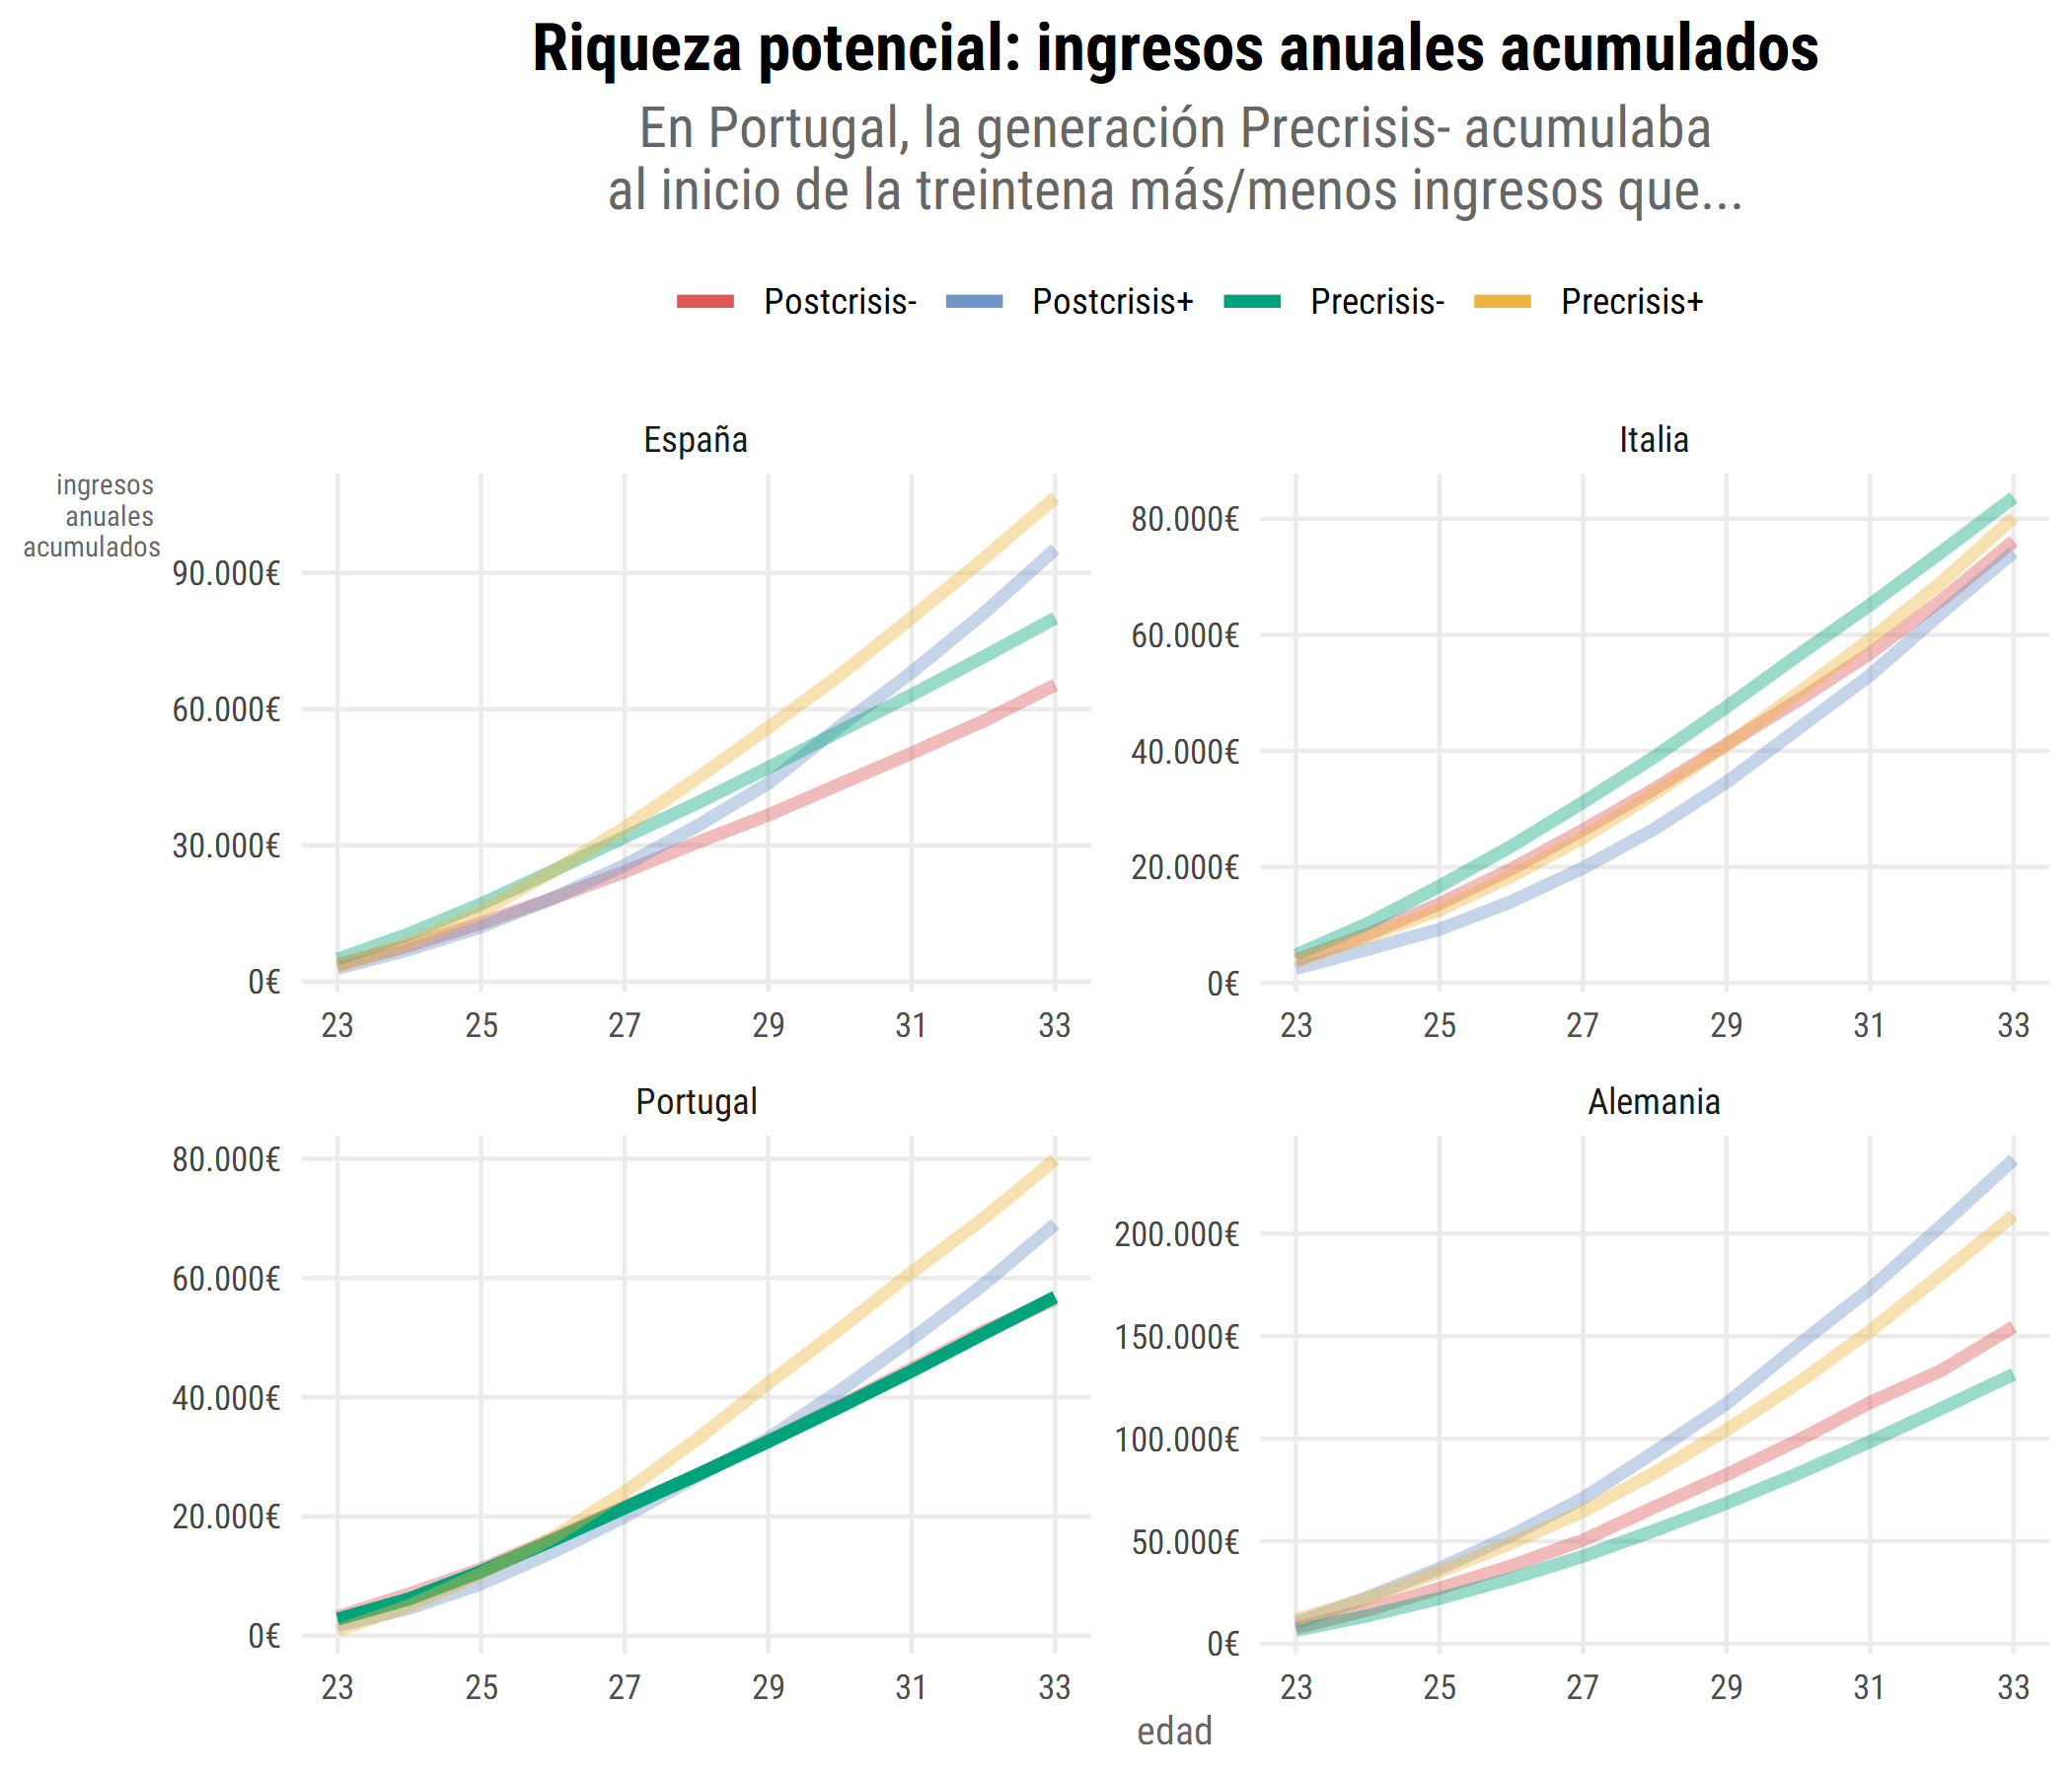 Riqueza potencial: ingresos anuales acumulados
En Portugal, la generación Precrisis- acumulaba
al inicio de la treintena más/menos ingresos que...
Postcrisis- Postcrisis+ Precrisis- Precrisis+
España
ingresos
anuales
acumulados
90.000€
60.000€
30.000€
0€
23 25 27 29 31 33
Italia
80.000€
60.000€
40.000€
20.000€
0€
23 25 27 29 31 33
Portugal
80.000€
60.000€
40.000€
20.000€
0€
23 25 27 29 31 33
Alemania
200.000€
150.000€
100.000€
50.000€
0€
23 25 27 29 31 33
edad